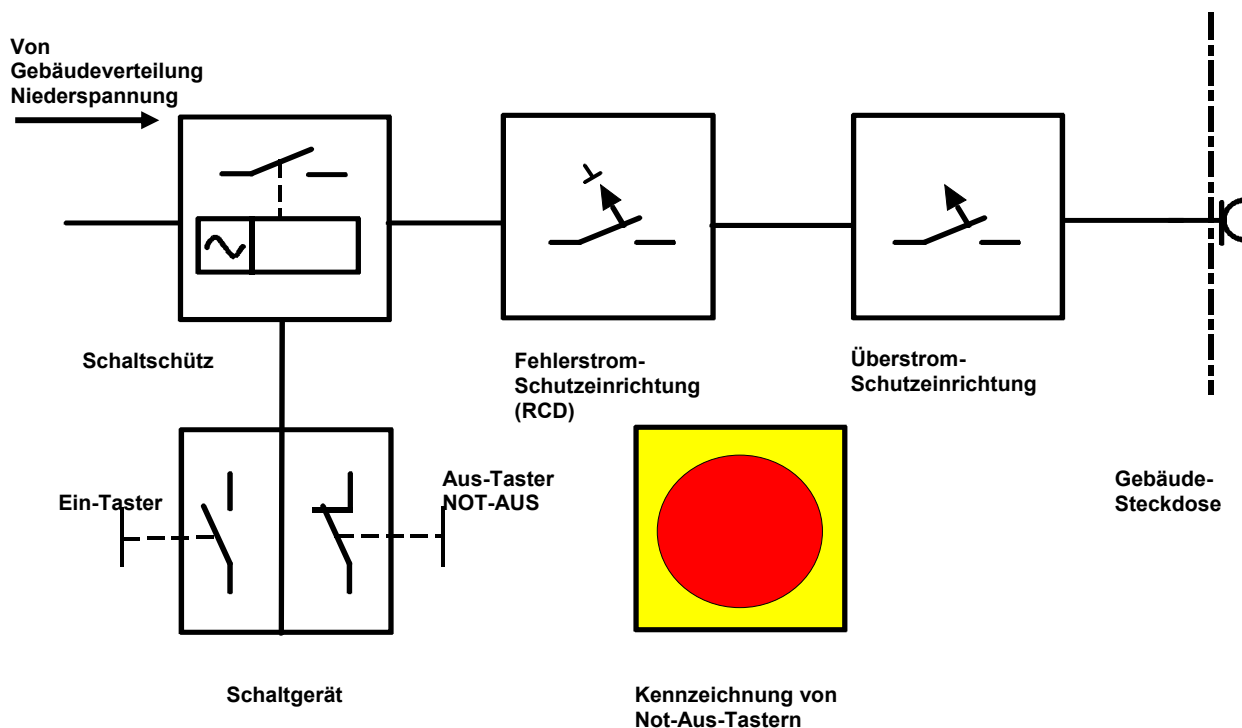 Von
Gebäudeverteilung
Niederspannung
Schaltschütz
Fehlerstrom-
Schutzeinrichtung
(RCD)
Überstrom-
Schutzeinrichtung
Gebäude-
Steckdose
Ein-Taster
Aus-Taster
NOT-AUS
Schaltgerät
Kennzeichnung von
Not-Aus-Tastern